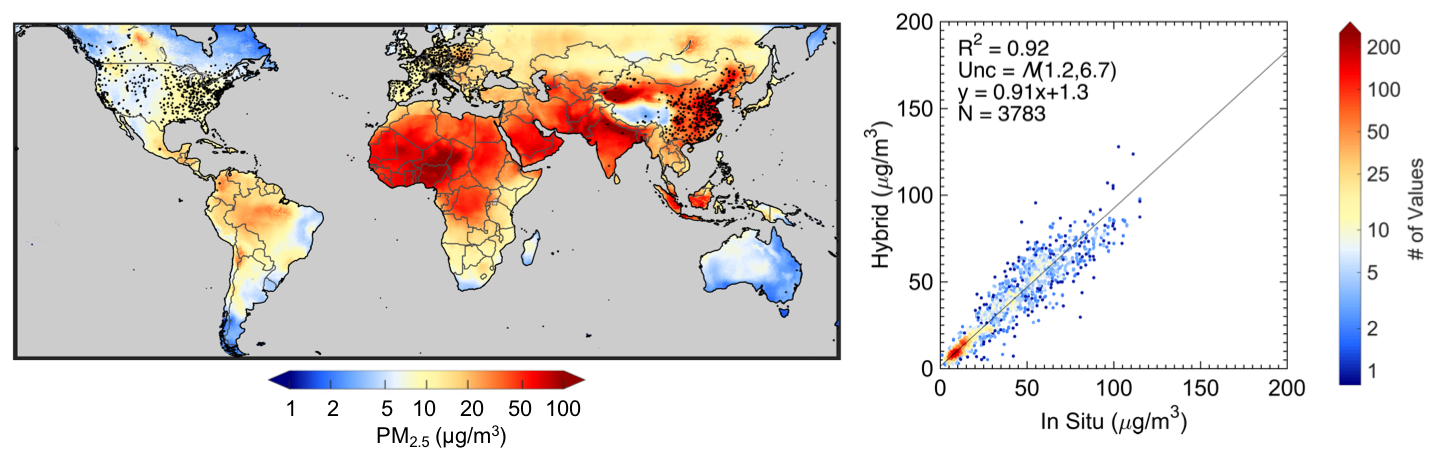 1 2 5 10 20 50 100
PM2.5 (µg/m³)
200
150
100
50
0
Hybrid (µg/m³)
R² = 0.92
Unc = N(1.2,6.7)
y = 0.91x+1.3
N = 3783
0 50 100 150 200
In Situ (µg/m³)
200
100
50
25
10
5
2
1
# of Values